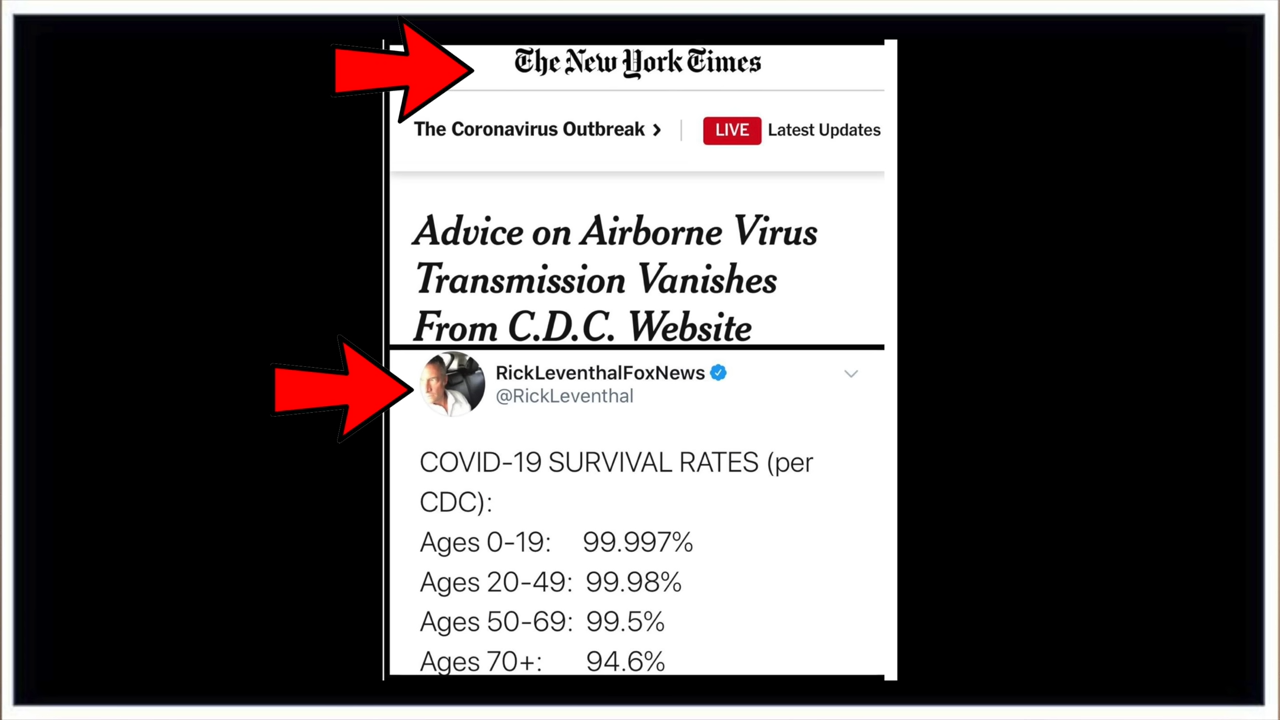 The New York Times
The Coronavirus Outbreak > | LIVE Latest Updates
Advice on Airborne Virus
Transmission Vanishes
From C.D.C. Website
RickLeventhalFoxNews
@RickLeventhal
COVID-19 SURVIVAL RATES (per
CDC):
Ages 0-19: 99.997%
Ages 20-49: 99.98%
Ages 50-69: 99.5%
Ages 70+: 94.6%